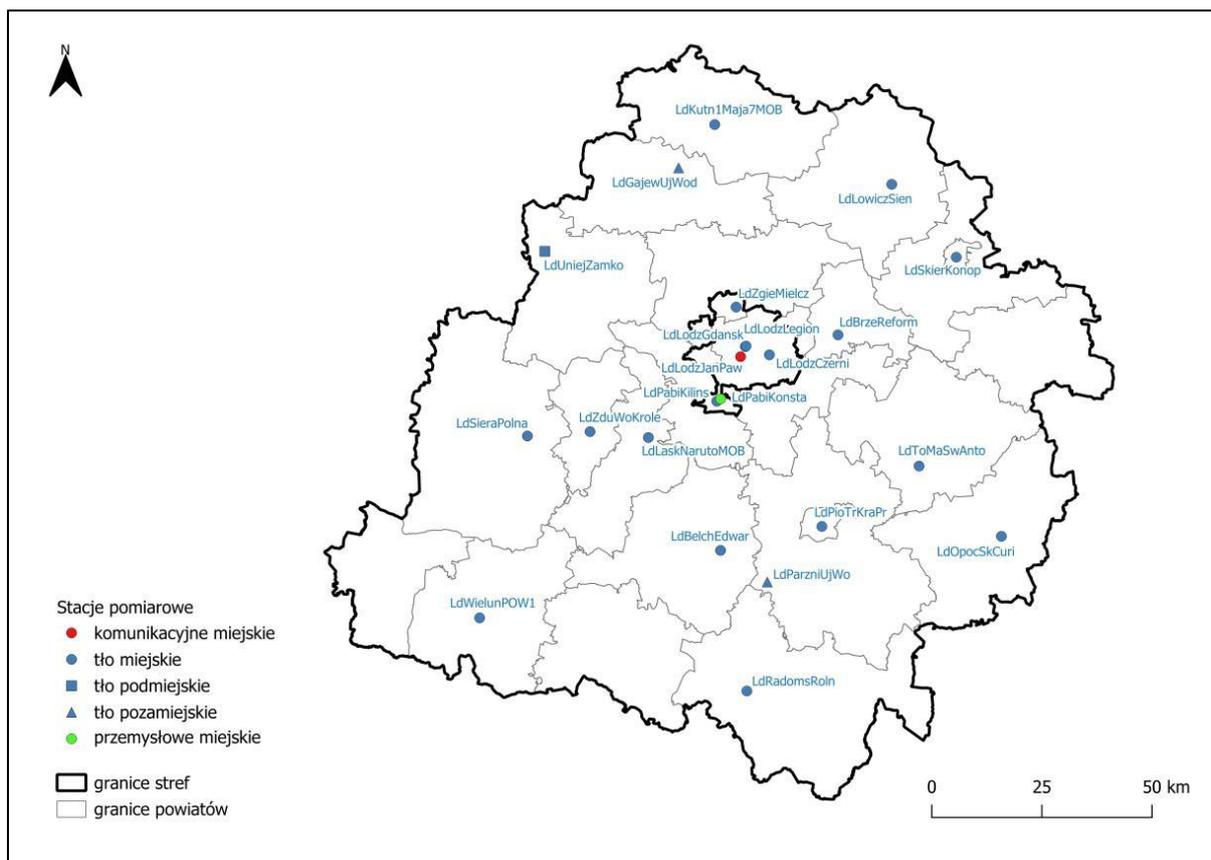 N
LdKutn1Maja7MOB
LdGajewUjWod
LdLowiczSien
LdUniejZamko
LdSkierKonop
LdZgieMielcz
LdLodzGdansk
LdLodzLegion
LdBrzeReform
LdLodzJanPaw
LdLodzCzerni
LdPabiKilins
LdPabiKonsta
LdSieraPolna
LdZduWoKrole
LdLaskNarutoMOB
LdToMaSwAnto
LdPioTrKraPr
LdBelchEdwar
LdOpocSkCuri
LdParzniUjWo
LdWielunPOW1
LdRadomsRoln
Stacje pomiarowe
komunikacyjne miejskie
tło miejskie
tło podmiejskie
tło pozamiejskie
przemysłowe miejskie
granice stref
granice powiatów
0 25 50 km